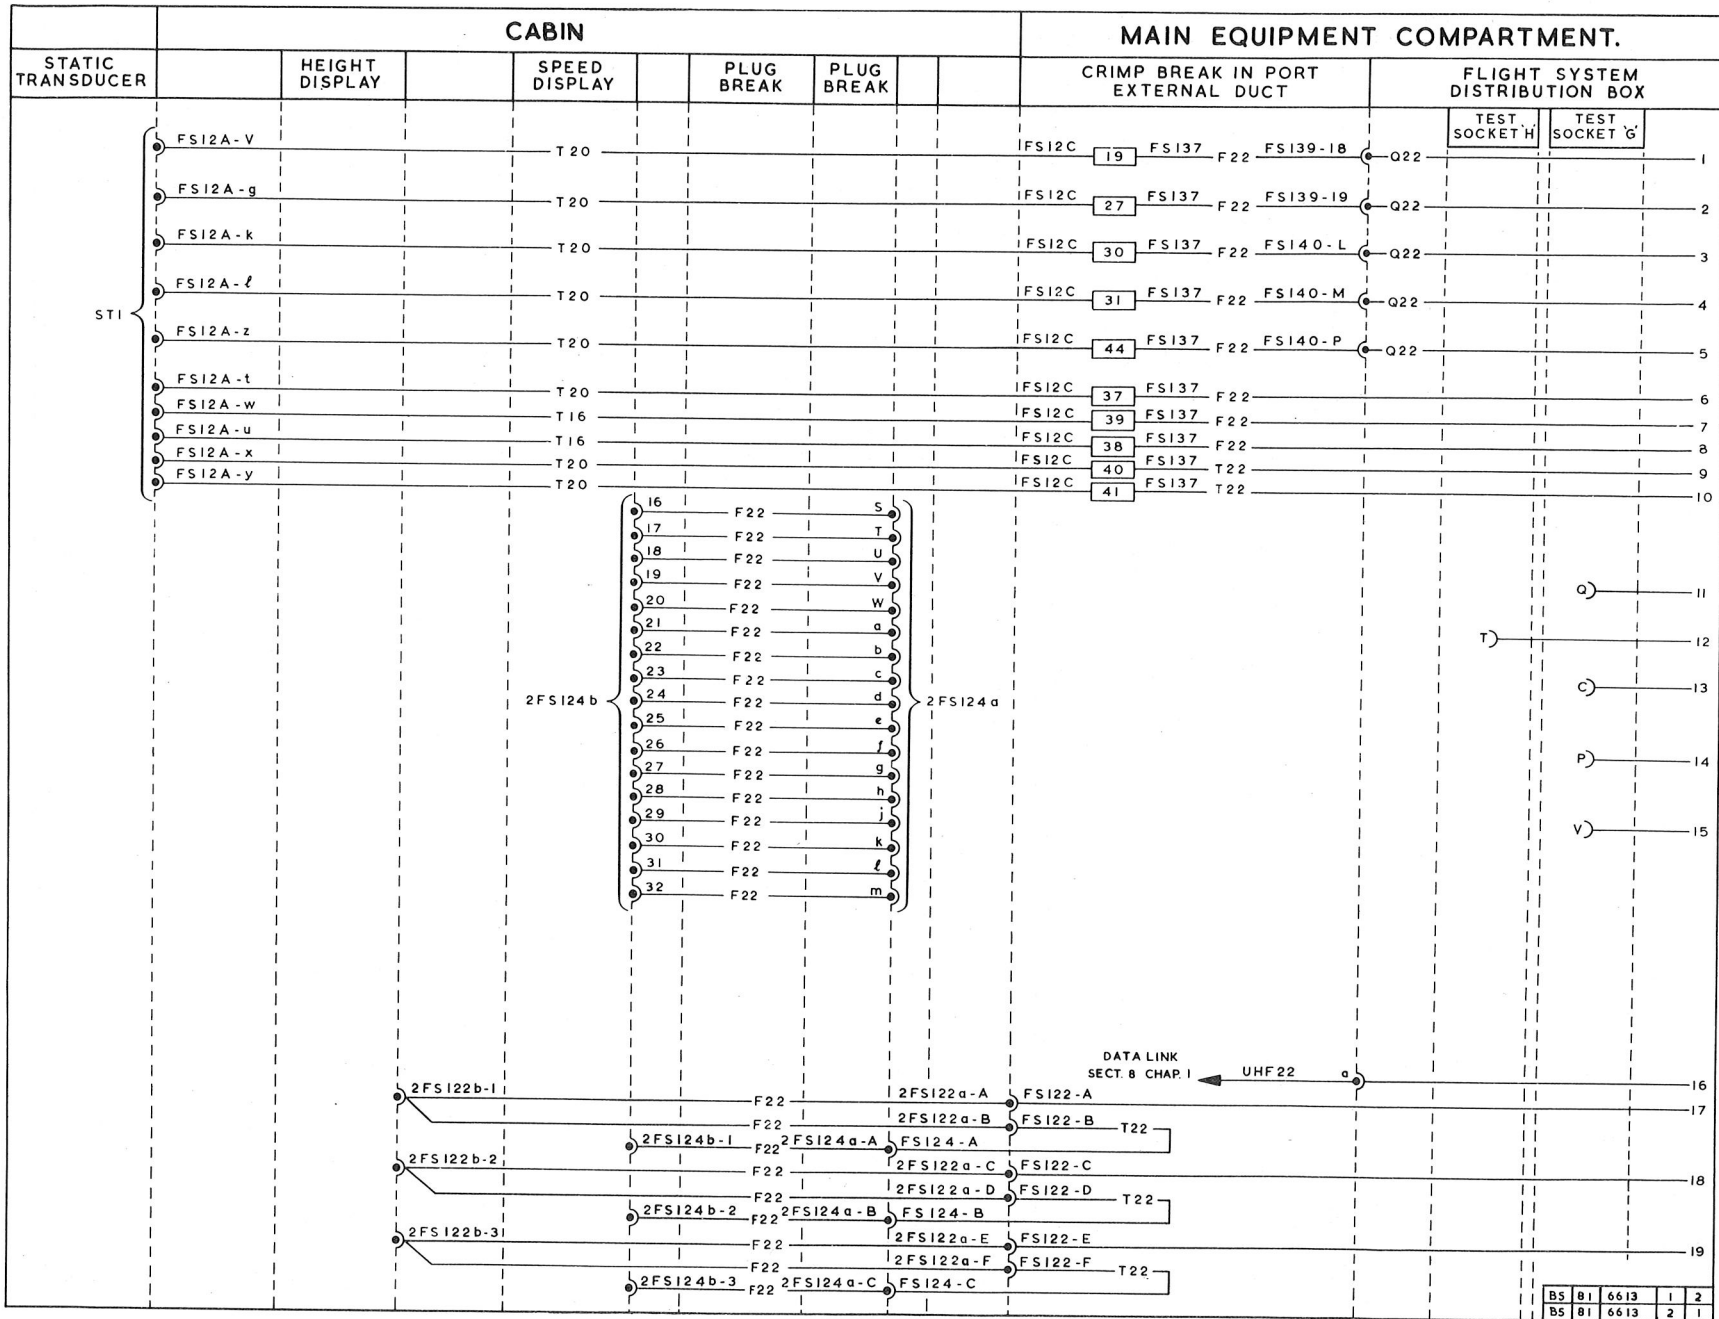 CABIN
MAIN EQUIPMENT COMPARTMENT.
STATIC TRANSDUCER
HEIGHT DISPLAY
SPEED DISPLAY
PLUG BREAK
PLUG BREAK
CRIMP BREAK IN PORT EXTERNAL DUCT
FLIGHT SYSTEM DISTRIBUTION BOX
TEST SOCKET 'H'
TEST SOCKET 'G'
FS12A-V T20 FS12C 19 FS137 F22 FS139-18 Q22 1
FS12A-g T20 FS12C 27 FS137 F22 FS139-19 Q22 2
FS12A-k T20 FS12C 30 FS137 F22 FS140-L Q22 3
FS12A-ℓ T20 FS12C 31 FS137 F22 FS140-M Q22 4
ST1
FS12A-z T20 FS12C 44 FS137 F22 FS140-P Q22 5
FS12A-t T20 FS12C 37 FS137 F22 6
FS12A-w T16 FS12C 39 FS137 F22 7
FS12A-u T16 FS12C 38 FS137 F22 8
FS12A-x T20 FS12C 40 FS137 T22 9
FS12A-y T20 FS12C 41 FS137 T22 10
16 F22 S
17 F22 T
18 F22 U
19 F22 V
Q 11
20 F22 W
21 F22 a
T 12
22 F22 b
23 F22 c
C 13
2FS124b 24 F22 d 2FS124a
25 F22 e
26 F22 f
P 14
27 F22 g
28 F22 h
29 F22 j
V 15
30 F22 k
31 F22 ℓ
32 F22 m
DATA LINK
SECT. 8 CHAP. 1 UHF22 a 16
2FS122b-1 F22 2FS122a-A FS122-A 17
F22 2FS122a-B FS122-B T22
2FS124b-1 F22 2FS124a-A FS124-A
2FS122b-2 F22 2FS122a-C FS122-C 18
F22 2FS122a-D FS122-D T22
2FS124b-2 F22 2FS124a-B FS124-B
2FS122b-3 F22 2FS122a-E FS122-E 19
F22 2FS122a-F FS122-F T22
2FS124b-3 F22 2FS124a-C FS124-C
BS 81 6613 1 2
BS 81 6613 2 1